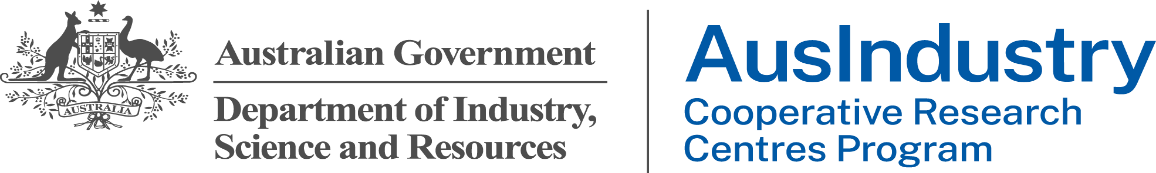 AUSTRALIA
Australian Government
Department of Industry,
Science and Resources
AusIndustry
Cooperative Research
Centres Program